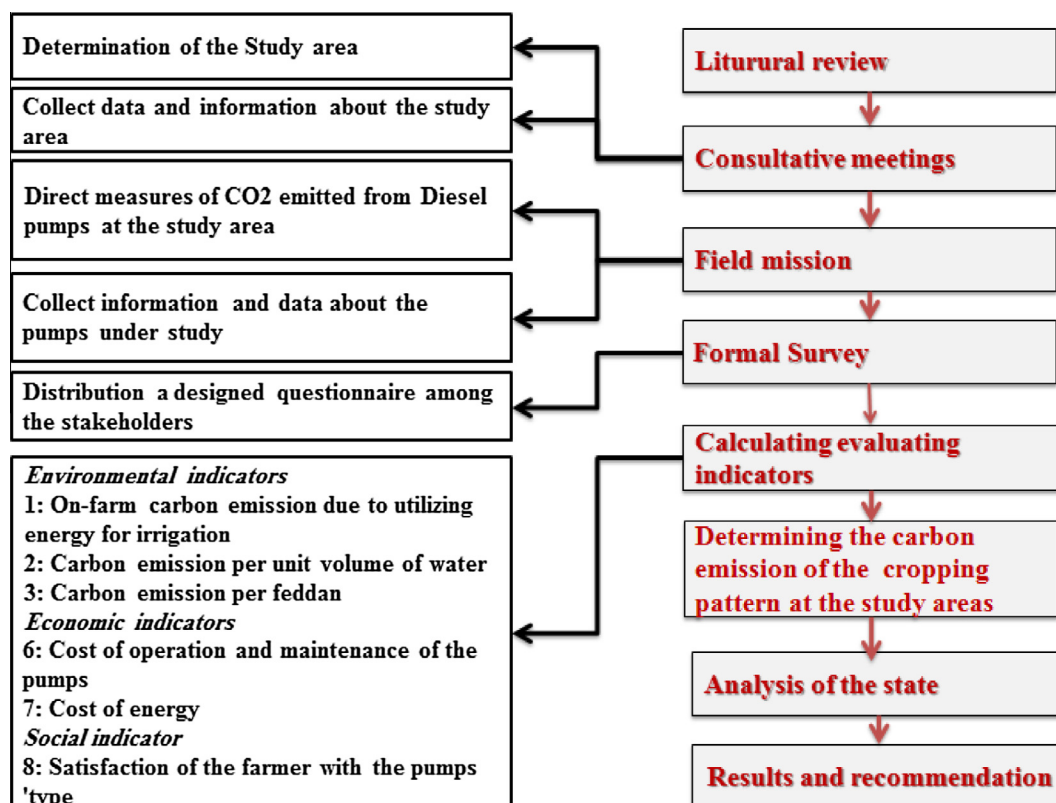 Determination of the Study area
Collect data and information about the study
area
Direct measures of CO2 emitted from Diesel
pumps at the study area
Collect information and data about the
pumps under study
Distribution a designed questionnaire among
the stakeholders
Environmental indicators
1: On-farm carbon emission due to utilizing
energy for irrigation
2: Carbon emission per unit volume of water
3: Carbon emission per feddan
Economic indicators
6: Cost of operation and maintenance of the
pumps
7: Cost of energy
Social indicator
8: Satisfaction of the farmer with the pumps
'type
Liturural review
Consultative meetings
Field mission
Formal Survey
Calculating evaluating
indicators
Determining the carbon
emission of the cropping
pattern at the study areas
Analysis of the state
Results and recommendation